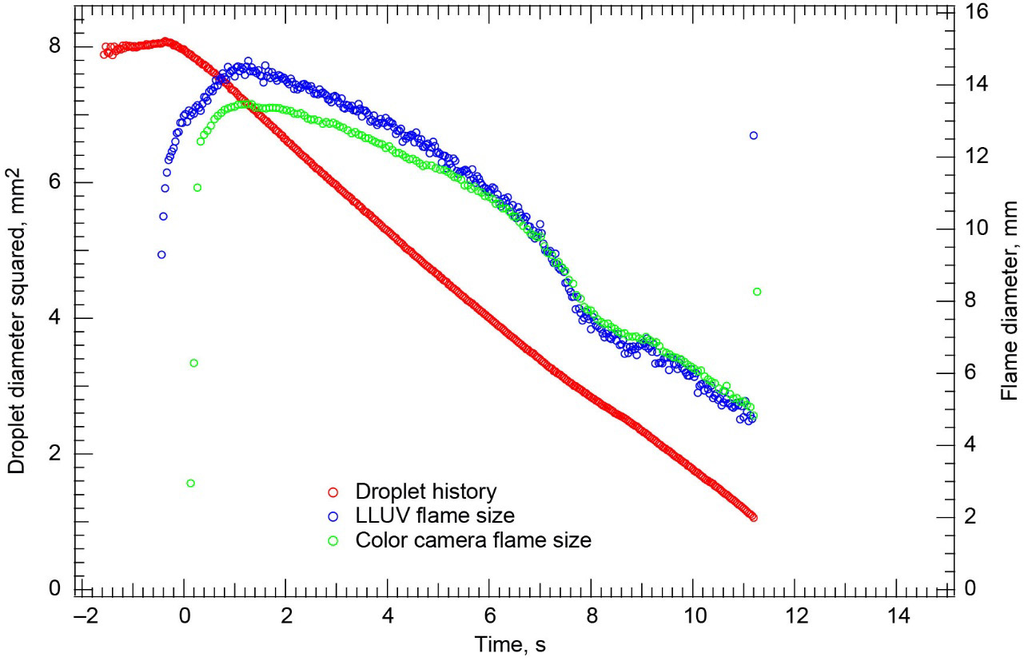 16
8
14
12
6
10
8
4
6
4
2
2
0
0
Droplet diameter squared, mm2
Flame diameter, mm
Droplet history
LLUV flame size
Color camera flame size
–2 0 2 4 6 8 10 12 14
Time, s